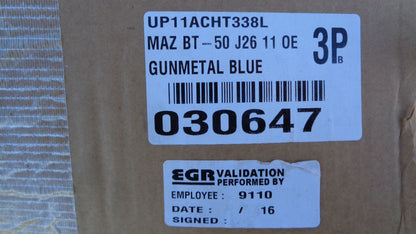 UP11ACHT338L
MAZ BT-50 J26 11 OE
3PB
GUNMETAL BLUE
030647
EGR VALIDATION
PERFORMED BY
EMPLOYEE: 9110
DATE: / 16
SIGNED: